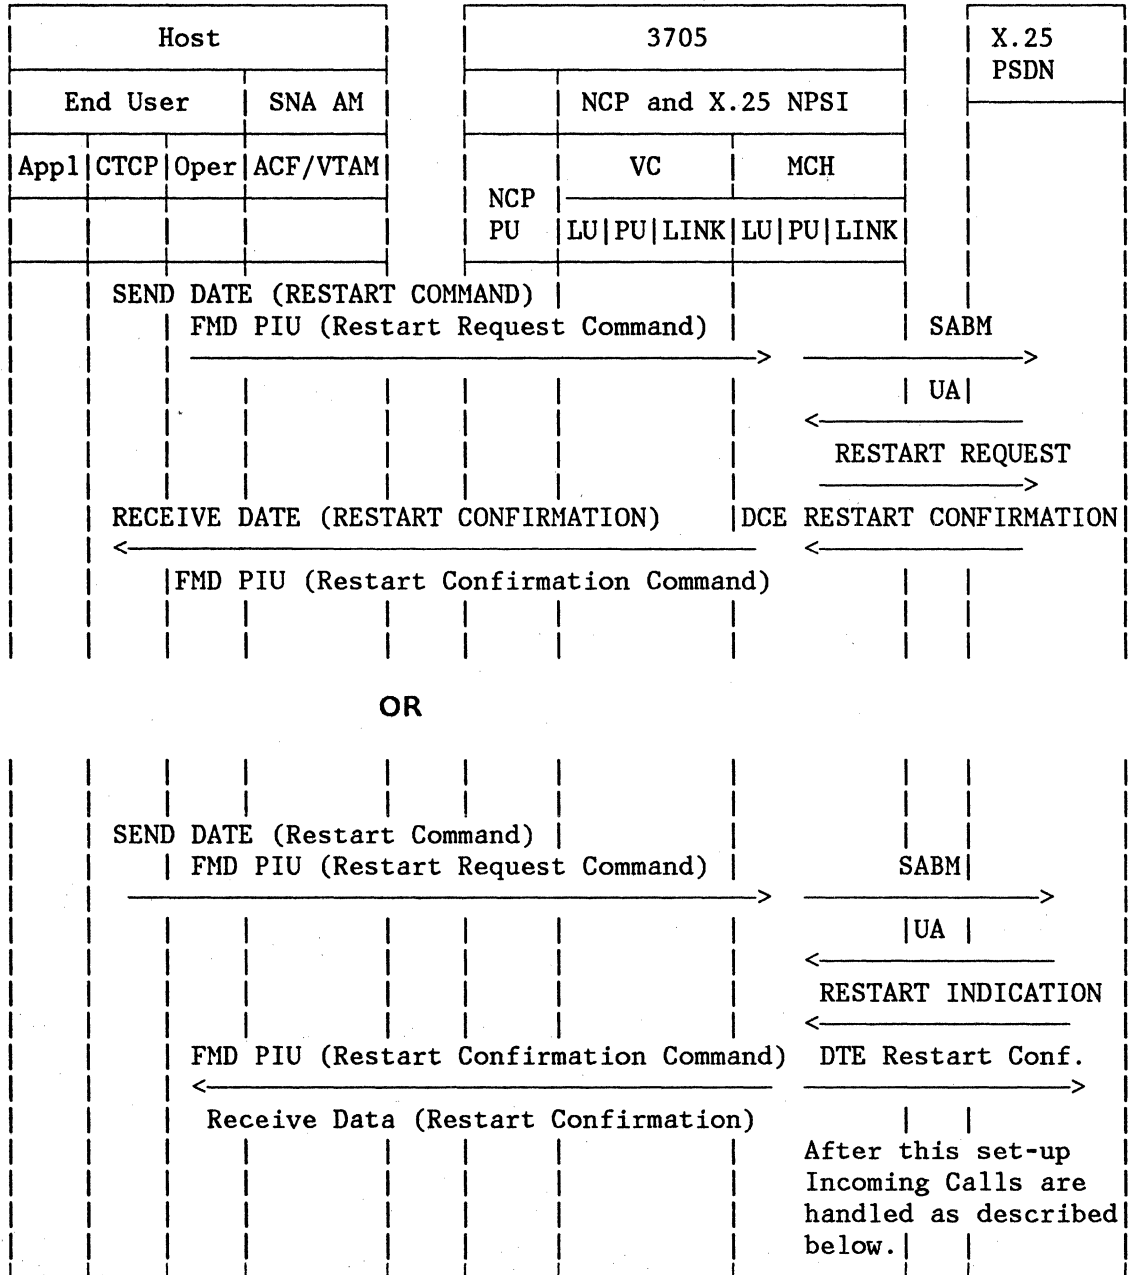 Host 3705 X.25
PSDN
End User SNA AM NCP and X.25 NPSI
Appl CTCP Oper ACF/VTAM VC MCH
NCP
PU LU|PU|LINK LU|PU|LINK
SEND DATE (RESTART COMMAND)
FMD PIU (Restart Request Command) SABM
UA
RESTART REQUEST
RECEIVE DATE (RESTART CONFIRMATION) DCE RESTART CONFIRMATION
FMD PIU (Restart Confirmation Command)
OR
SEND DATE (Restart Command)
FMD PIU (Restart Request Command) SABM
UA
RESTART INDICATION
FMD PIU (Restart Confirmation Command) DTE Restart Conf.
Receive Data (Restart Confirmation)
After this set-up
Incoming Calls are
handled as described
below.